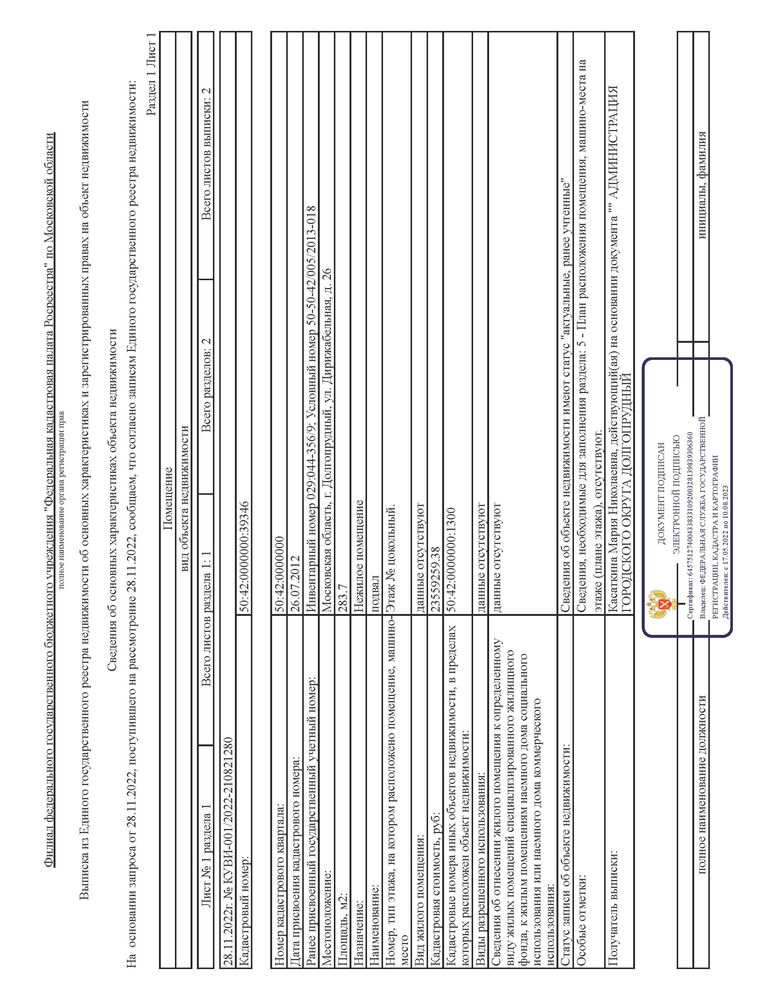 Филиал федерального государственного бюджетного учреждения "Федеральная кадастровая палата Росреестра" по Московской области
полное наименование органа регистрации прав
Выписка из Единого государственного реестра недвижимости об основных характеристиках и зарегистрированных правах на объект недвижимости
Сведения об основных характеристиках объекта недвижимости
На основании запроса от 28.11.2022, поступившего на рассмотрение 28.11.2022, сообщаем, что согласно записям Единого государственного реестра недвижимости:
Раздел 1 Лист 1
Помещение
вид объекта недвижимости
Лист № 1 раздела 1 Всего листов раздела 1: 1 Всего разделов: 2 Всего листов выписки: 2
28.11.2022г. № КУВИ-001/2022-210821280
Кадастровый номер: 50:42:0000000:39346
Номер кадастрового квартала: 50:42:0000000
Дата присвоения кадастрового номера: 26.07.2012
Ранее присвоенный государственный учетный номер: Инвентарный номер 029:044-356/9; Условный номер 50-50-42/005/2013-018
Местоположение: Московская область, г. Долгопрудный, ул. Дирижабельная, д. 26
Площадь, м2: 283.7
Назначение: Нежилое помещение
Наименование: подвал
Номер, тип этажа, на котором расположено помещение, машино- Этаж № цокольный.
место
Вид жилого помещения: данные отсутствуют
Кадастровая стоимость, руб: 23559259.38
Кадастровые номера иных объектов недвижимости, в пределах 50:42:0000000:1300
которых расположен объект недвижимости:
Виды разрешенного использования: данные отсутствуют
Сведения об отнесении жилого помещения к определенному данные отсутствуют
виду жилых помещений специализированного жилищного
фонда, к жилым помещениям наемного дома социального
использования или наемного дома коммерческого
использования:
Статус записи об объекте недвижимости: Сведения об объекте недвижимости имеют статус "актуальные, ранее учтенные"
Особые отметки: Сведения, необходимые для заполнения раздела: 5 - План расположения помещения, машино-места на
этаже (плане этажа), отсутствуют.
Получатель выписки: Касаткина Мария Николаевна, действующий(ая) на основании документа "" АДМИНИСТРАЦИЯ
ГОРОДСКОГО ОКРУГА ДОЛГОПРУДНЫЙ
ДОКУМЕНТ ПОДПИСАН
ЭЛЕКТРОННОЙ ПОДПИСЬЮ
Сертификат: 64575127400433833109200328139839306360
Владелец: ФЕДЕРАЛЬНАЯ СЛУЖБА ГОСУДАРСТВЕННОЙ
РЕГИСТРАЦИИ, КАДАСТРА И КАРТОГРАФИИ
Действителен: с 17.05.2022 по 10.08.2023
полное наименование должности инициалы, фамилия